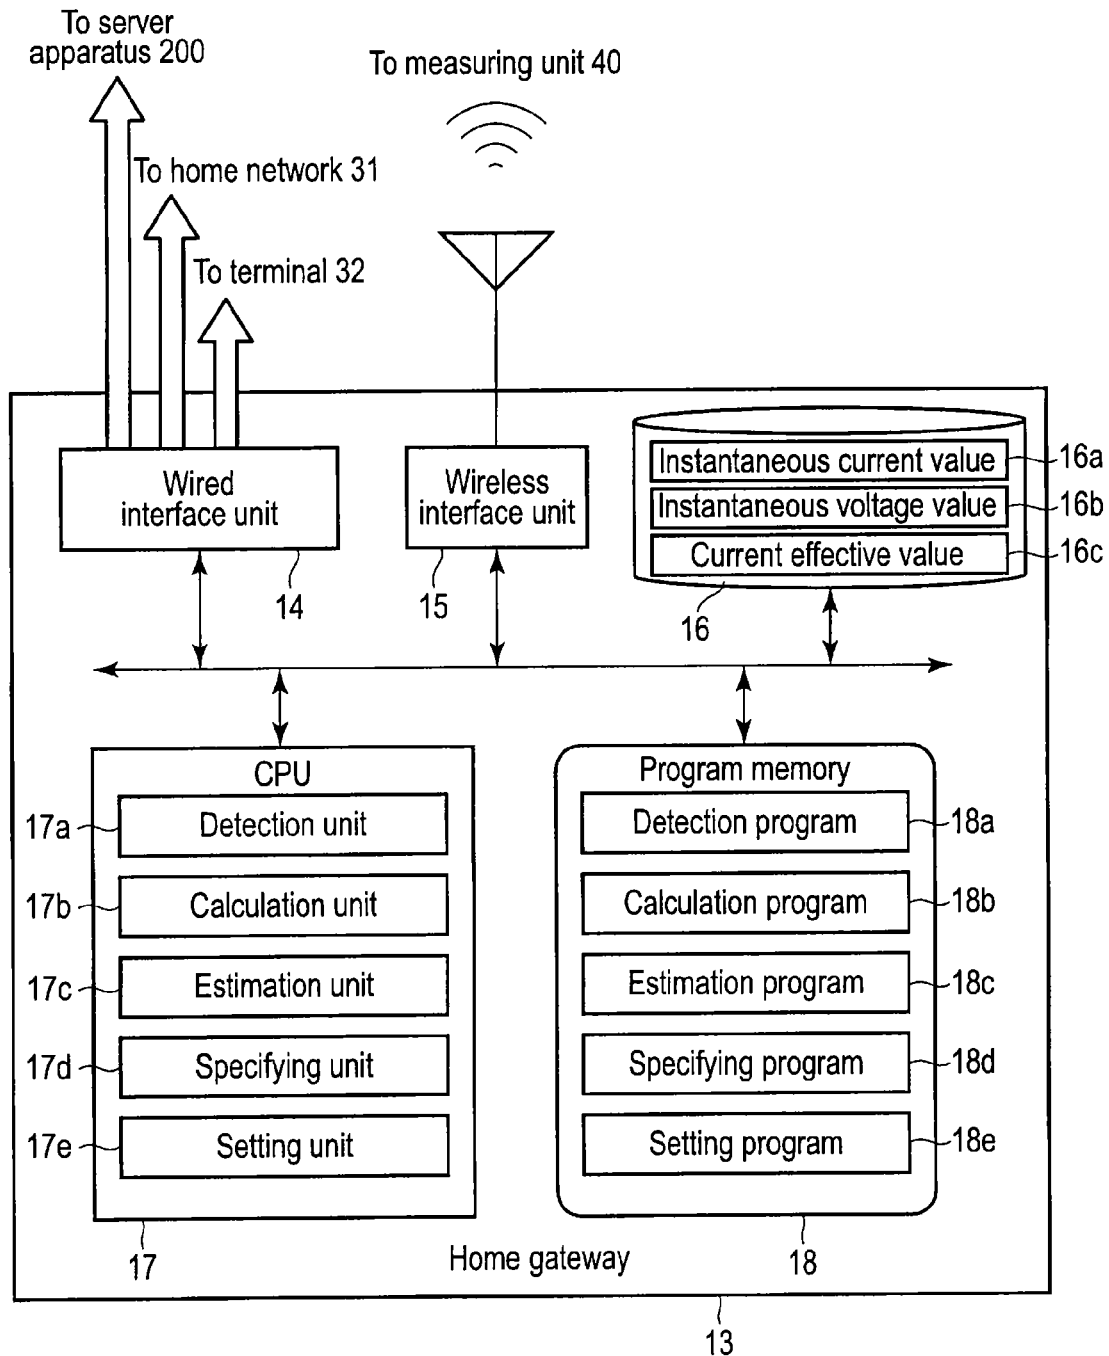 To server
apparatus 200
To measuring unit 40
To home network 31
To terminal 32
Wired
interface unit
14
Wireless
interface unit
15
Instantaneous current value
16a
Instantaneous voltage value
16b
Current effective value
16c
16
CPU
Detection unit
17a
Calculation unit
17b
Estimation unit
17c
Specifying unit
17d
Setting unit
17e
17
Program memory
Detection program
18a
Calculation program
18b
Estimation program
18c
Specifying program
18d
Setting program
18e
18
Home gateway
13